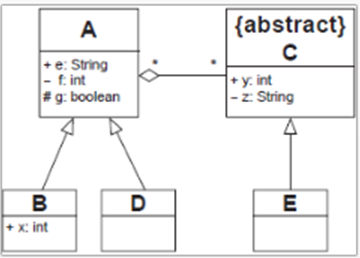 A
+ e: String
– f: int
# g: boolean
* *
{abstract}
C
+ y: int
– z: String
B
+ x: int
D
E